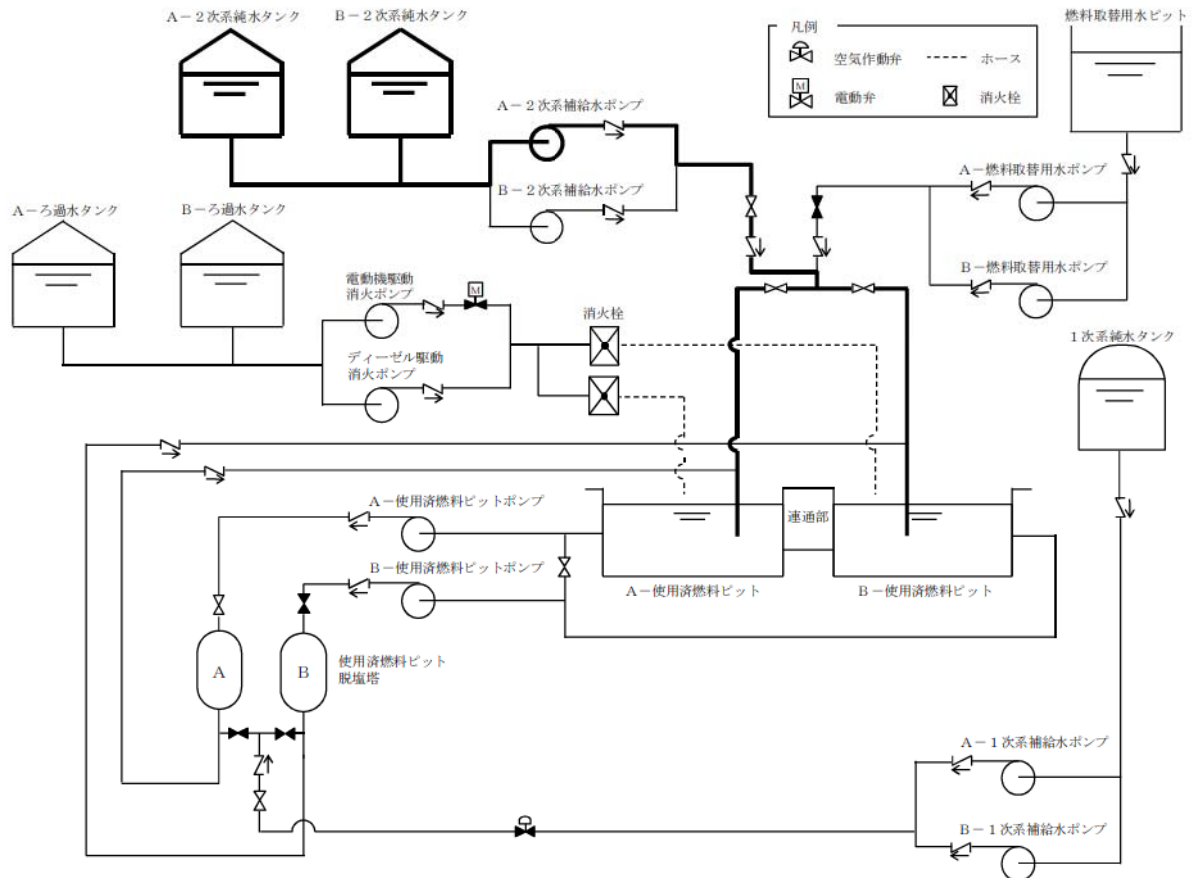 A－2次系純水タンク
B－2次系純水タンク
燃料取替用水ピット
凡例
空気作動弁
ホース
M
電動弁
消火栓
A－2次系補給水ポンプ
B－2次系補給水ポンプ
A－燃料取替用水ポンプ
B－燃料取替用水ポンプ
A－ろ過水タンク
B－ろ過水タンク
電動機駆動
消火ポンプ
M
消火栓
ディーゼル駆動
消火ポンプ
1次系純水タンク
A－使用済燃料ピットポンプ
連通部
B－使用済燃料ピットポンプ
A－使用済燃料ピット
B－使用済燃料ピット
A
B
使用済燃料ピット
脱塩塔
A－1次系補給水ポンプ
B－1次系補給水ポンプ